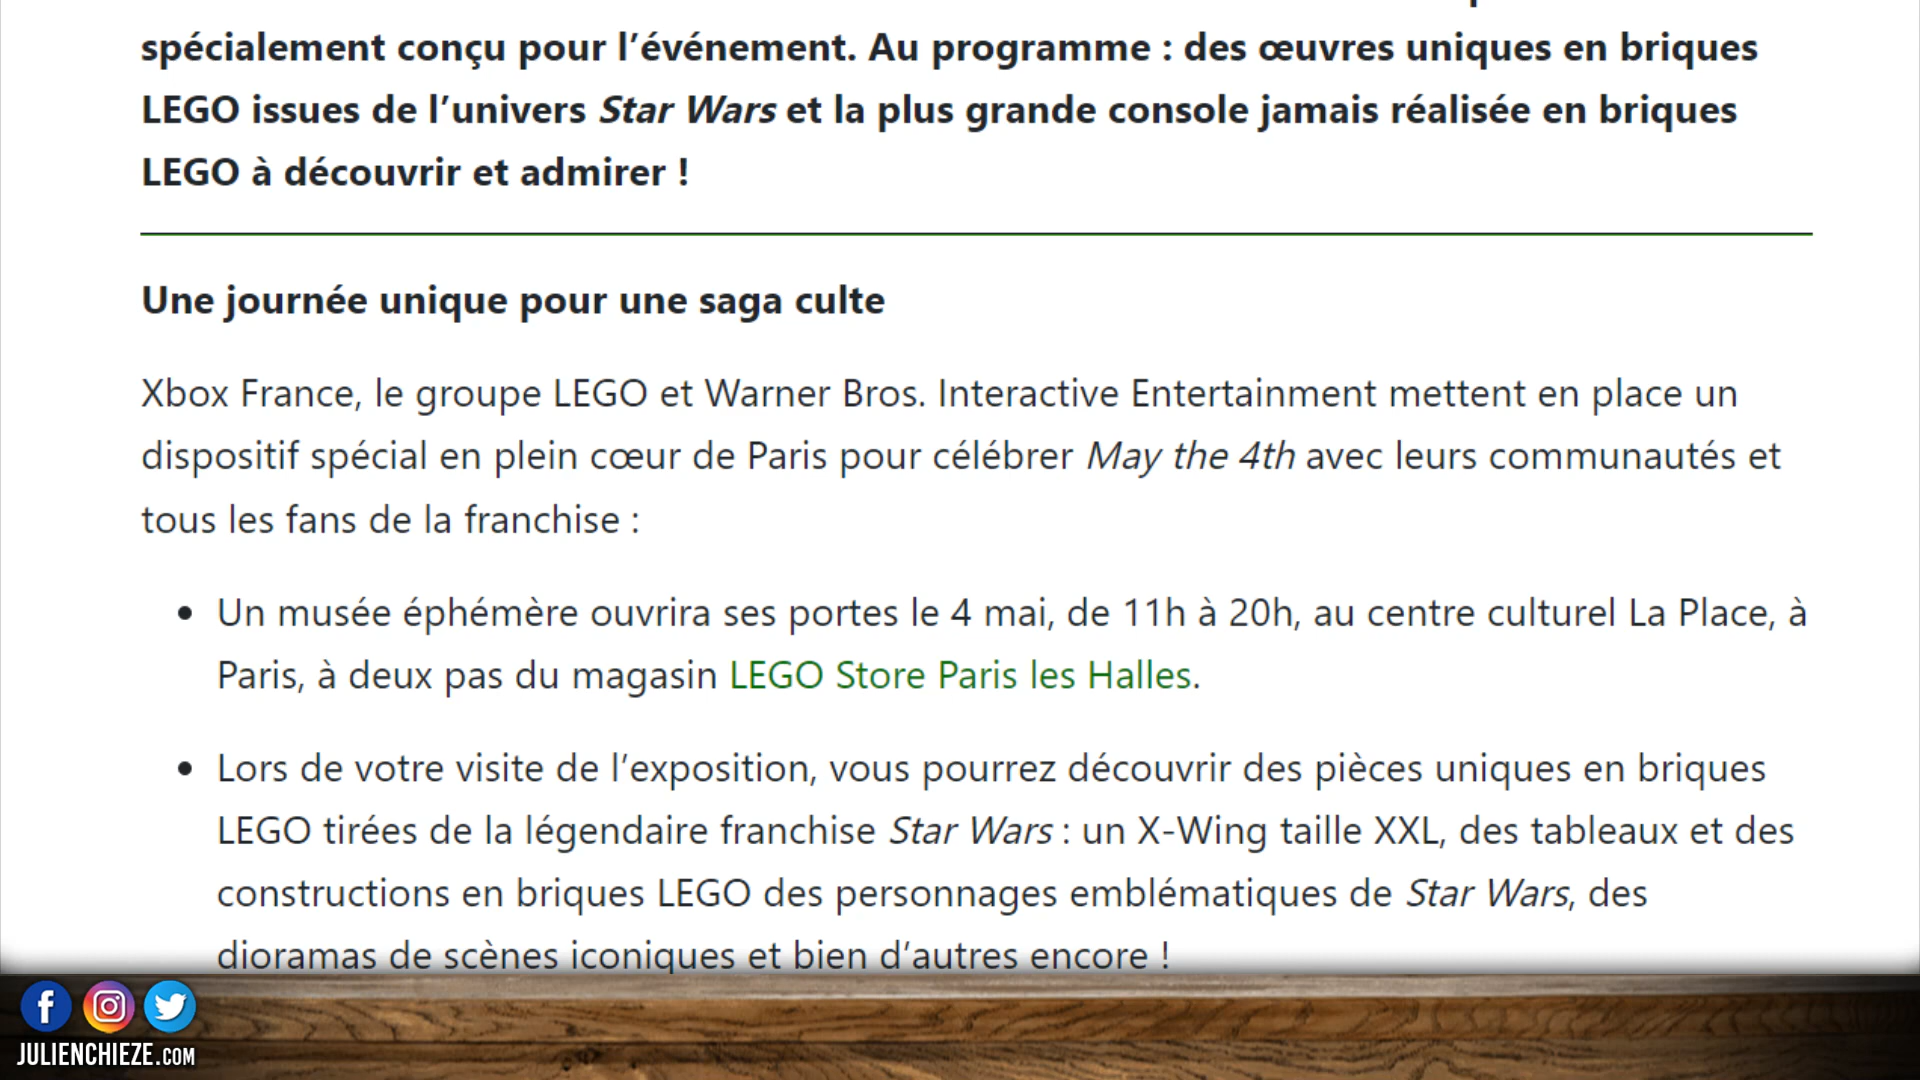 spécialement conçu pour l’événement. Au programme : des œuvres uniques en briques
LEGO issues de l’univers Star Wars et la plus grande console jamais réalisée en briques
LEGO à découvrir et admirer !
Une journée unique pour une saga culte
Xbox France, le groupe LEGO et Warner Bros. Interactive Entertainment mettent en place un
dispositif spécial en plein cœur de Paris pour célébrer May the 4th avec leurs communautés et
tous les fans de la franchise :
• Un musée éphémère ouvrira ses portes le 4 mai, de 11h à 20h, au centre culturel La Place, à
Paris, à deux pas du magasin LEGO Store Paris les Halles.
• Lors de votre visite de l’exposition, vous pourrez découvrir des pièces uniques en briques
LEGO tirées de la légendaire franchise Star Wars : un X-Wing taille XXL, des tableaux et des
constructions en briques LEGO des personnages emblématiques de Star Wars, des
dioramas de scènes iconiques et bien d’autres encore !
JULIENCHIEZE.COM